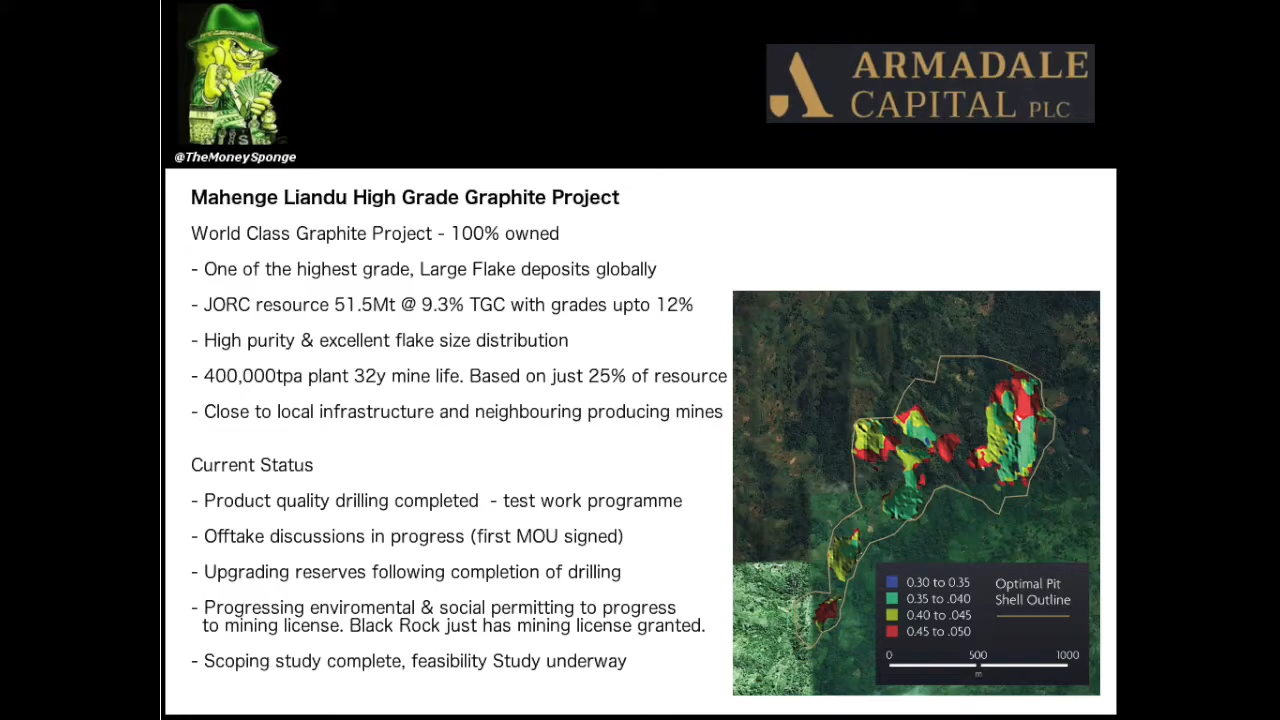 @TheMoneySponge
ARMADALE
CAPITAL PLC
Mahenge Liandu High Grade Graphite Project
World Class Graphite Project - 100% owned
- One of the highest grade, Large Flake deposits globally
- JORC resource 51.5Mt @ 9.3% TGC with grades upto 12%
- High purity & excellent flake size distribution
- 400,000tpa plant 32y mine life. Based on just 25% of resource
- Close to local infrastructure and neighbouring producing mines
Current Status
- Product quality drilling completed - test work programme
- Offtake discussions in progress (first MOU signed)
- Upgrading reserves following completion of drilling
- Progressing enviromental & social permitting to progress
to mining license. Black Rock just has mining license granted.
- Scoping study complete, feasibility Study underway
0.30 to 0.35
0.35 to .040
0.40 to .045
0.45 to .050
Optimal Pit
Shell Outline
0 500 1000
m